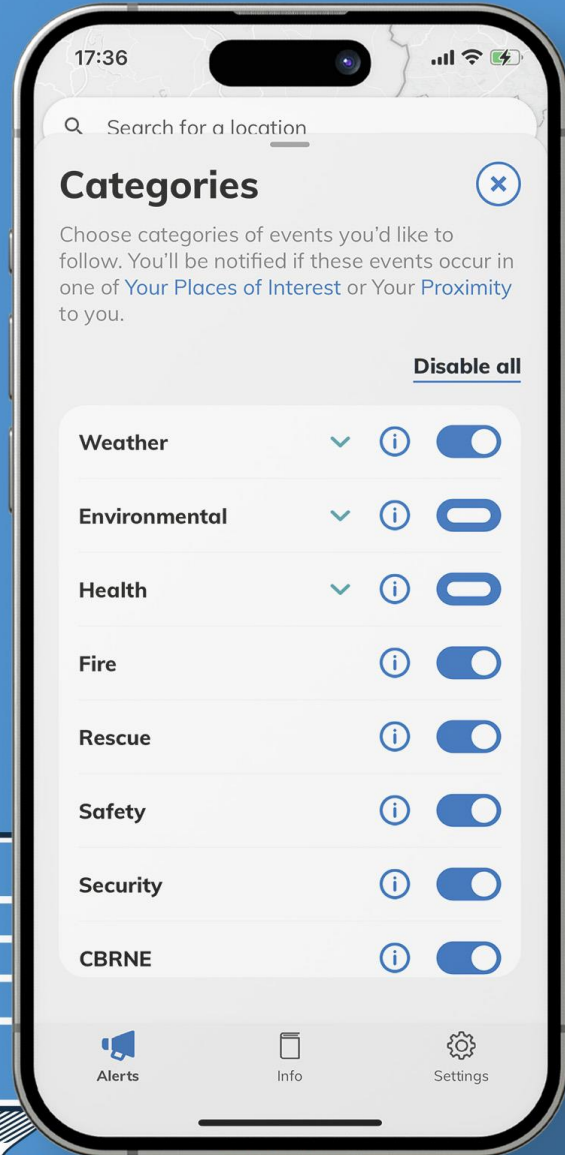 17:36
Search for a location
Categories
Choose categories of events you'd like to
follow. You'll be notified if these events occur in
one of Your Places of Interest or Your Proximity
to you.
Disable all
Weather
Environmental
Health
Fire
Rescue
Safety
Security
CBRNE
Alerts
Info
Settings